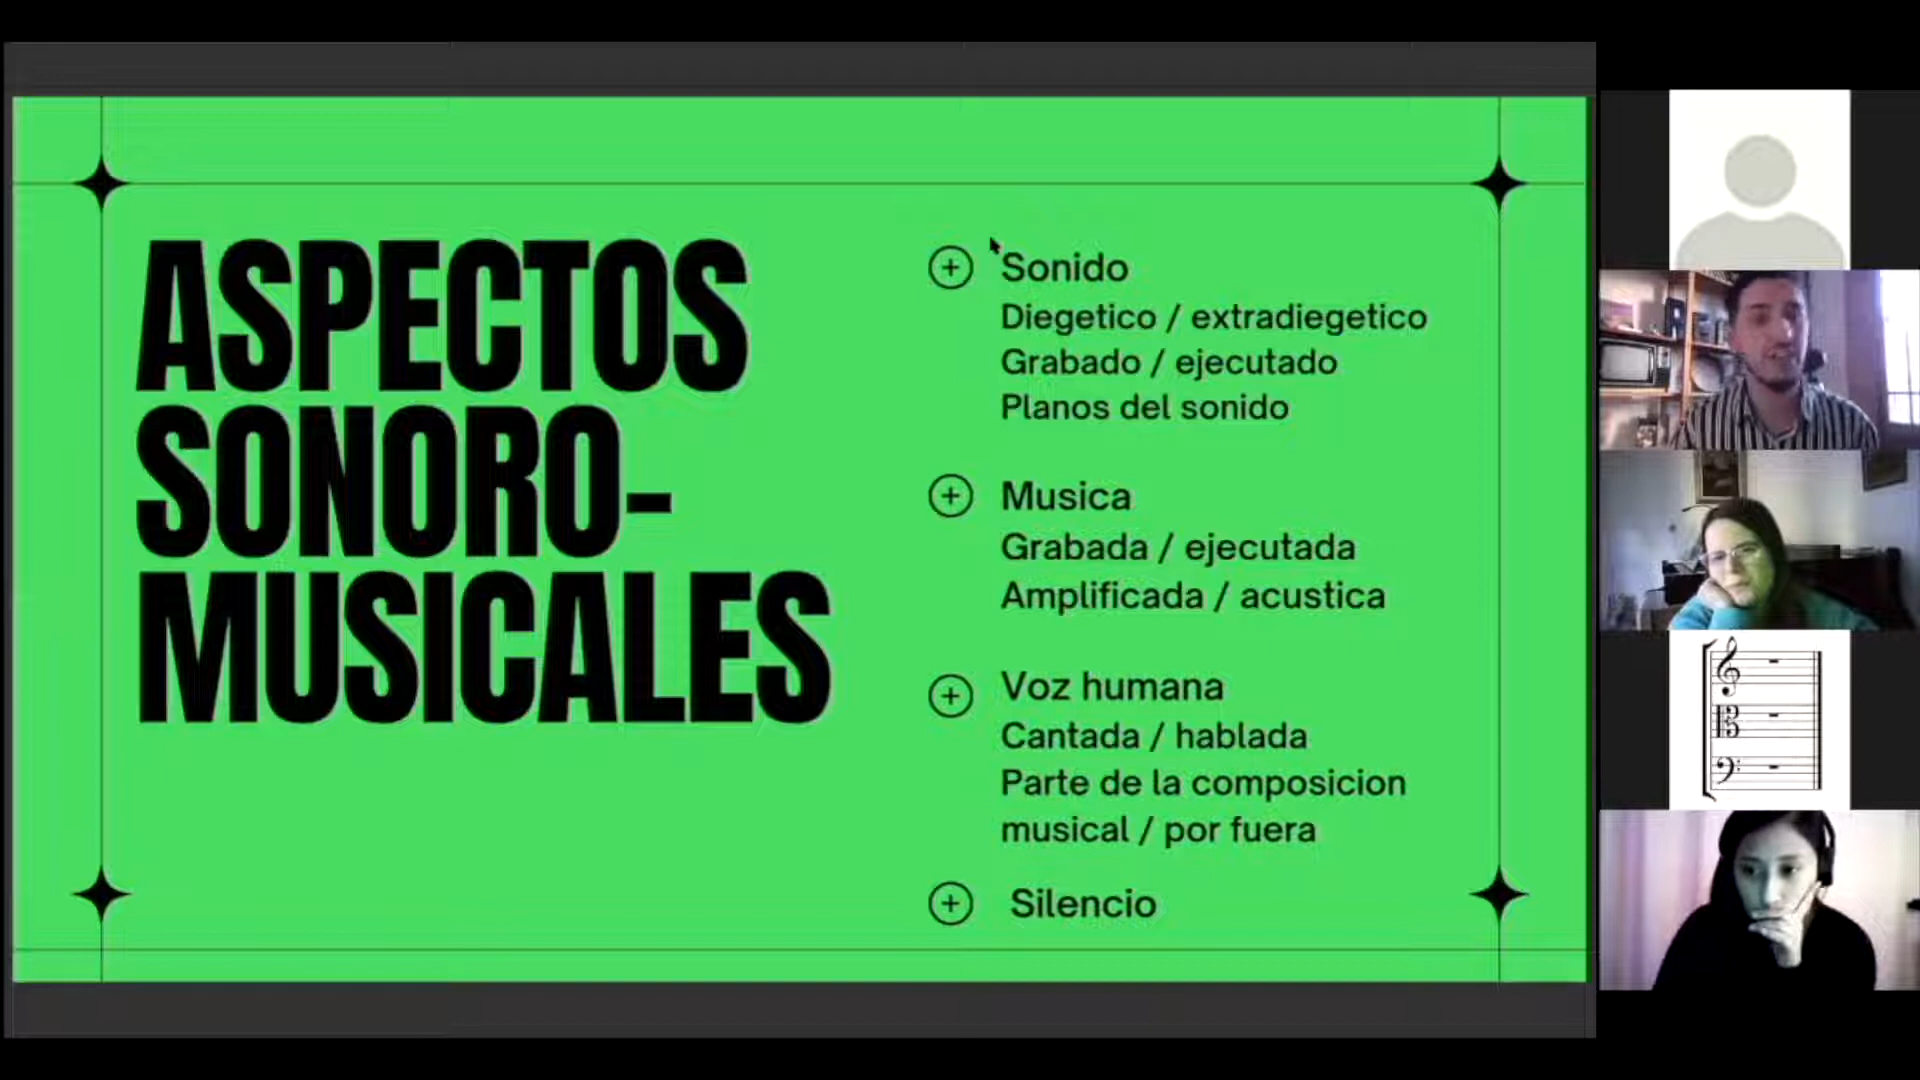 ASPECTOS
SONORO-
MUSICALES
Sonido
Diegetico / extradiegetico
Grabado / ejecutado
Planos del sonido
Musica
Grabada / ejecutada
Amplificada / acustica
Voz humana
Cantada / hablada
Parte de la composicion
musical / por fuera
Silencio